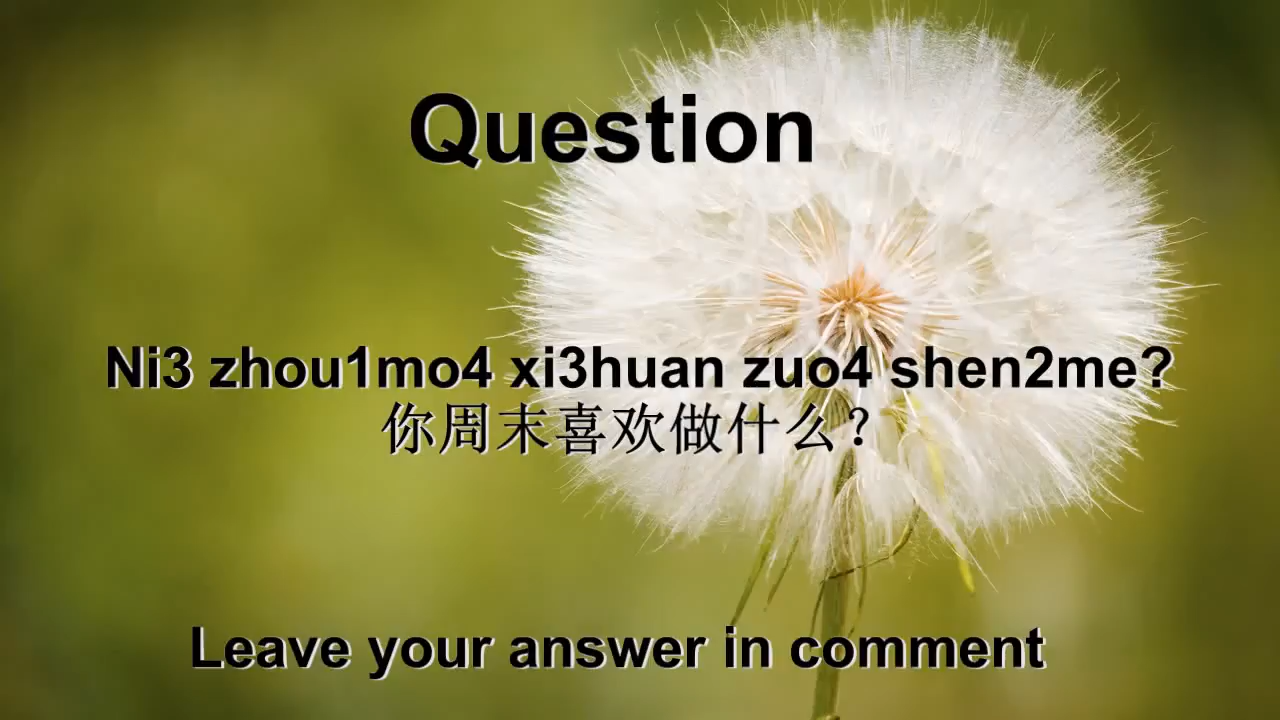 Question
Ni3 zhou1mo4 xi3huan zuo4 shen2me?
你周末喜欢做什么？
Leave your answer in comment